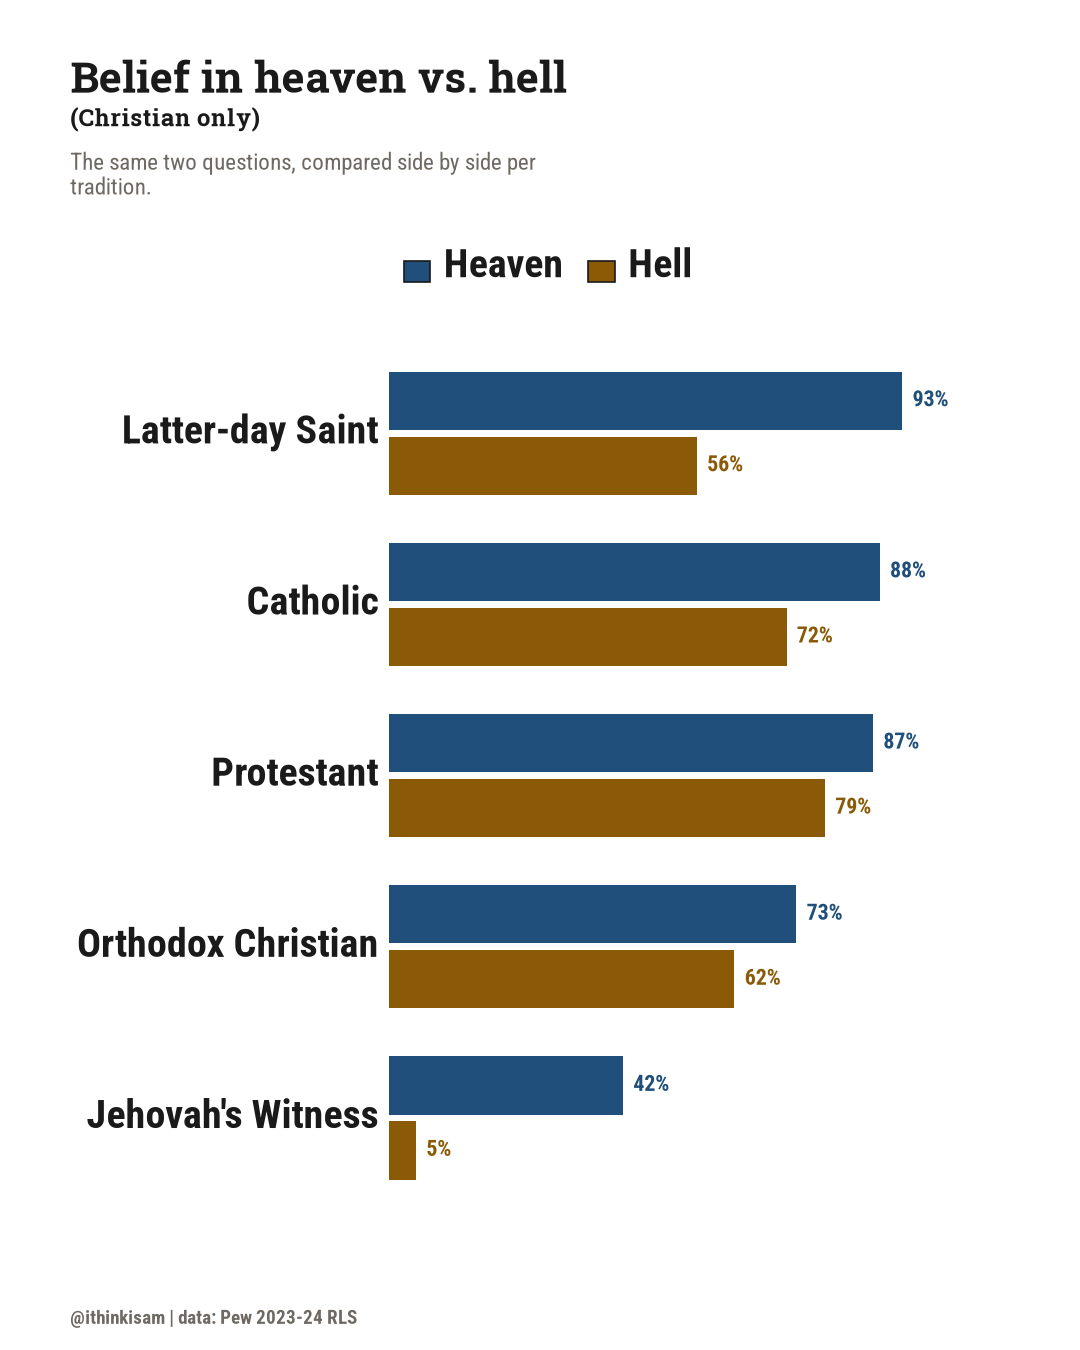 Belief in heaven vs. hell
(Christian only)
The same two questions, compared side by side per
tradition.
Heaven Hell
Latter-day Saint
93%
56%
Catholic
88%
72%
Protestant
87%
79%
Orthodox Christian
73%
62%
Jehovah's Witness
42%
5%
@ithinkisam | data: Pew 2023-24 RLS